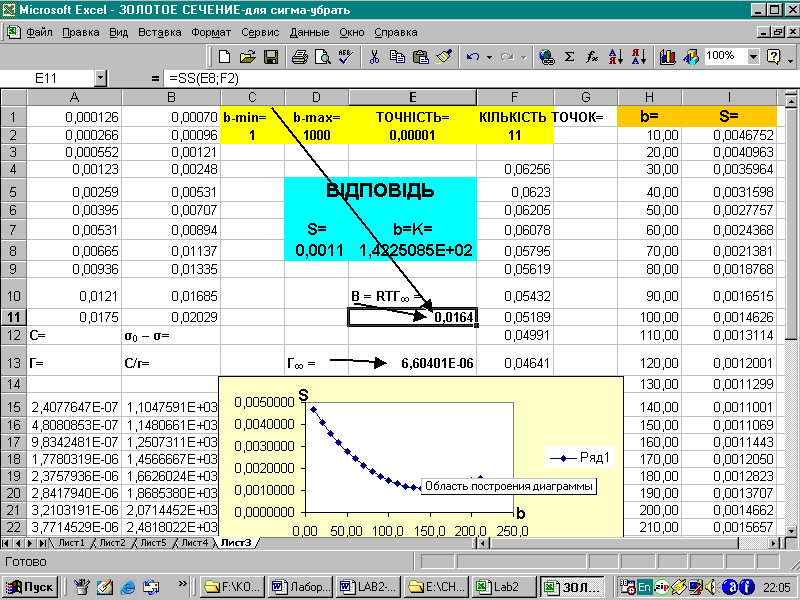 Microsoft Excel - ЗОЛОТОЕ СЕЧЕНИЕ-для сигма-убрать
Файл Правка Вид Вставка Формат Сервис Данные Окно Справка
100%
E11 = =SS(E8;F2)
A B C D E F G H I
1 0,000126 0,00070 b-min= b-max= ТОЧНІСТЬ= КІЛЬКІСТЬ ТОЧОК= b= S=
2 0,000266 0,00096 1 1000 0,00001 11 10,00 0,0046752
3 0,000552 0,00121 20,00 0,0040963
4 0,00123 0,00248 0,06256 30,00 0,0035964
5 0,00259 0,00531 ВІДПОВІДЬ 0,0623 40,00 0,0031598
6 0,00395 0,00707 0,06205 50,00 0,0027757
7 0,00531 0,00894 S= b=K= 0,06078 60,00 0,0024368
8 0,00665 0,01137 0,0011 1,4225085E+02 0,05795 70,00 0,0021381
9 0,00936 0,01335 0,05619 80,00 0,0018768
10 0,0121 0,01685 B = RTГ∞ = 0,05432 90,00 0,0016515
11 0,0175 0,02029 0,0164 0,05189 100,00 0,0014626
12 C= σ0 – σ= 0,04991 110,00 0,0013114
13 Г= С/г= Г∞ = 6,60401E-06 0,04641 120,00 0,0012001
14 130,00 0,0011299
15 2,4077647E-07 1,1047591E+03 140,00 0,0011001
16 4,8080853E-07 1,1480661E+03 150,00 0,0011069
17 9,8342481E-07 1,2507311E+03 160,00 0,0011443
18 1,7780319E-06 1,4566667E+03 170,00 0,0012050
19 2,3757936E-06 1,6626024E+03 180,00 0,0012823
20 2,8417940E-06 1,8685380E+03 190,00 0,0013707
21 3,2103191E-06 2,0714452E+03 200,00 0,0014662
22 3,7714529E-06 2,4818022E+03 210,00 0,0015657
S
0,0050000
0,0040000
0,0030000
0,0020000
0,0010000
0,0000000
0,00 50,00 100,0 150,0 200,0 250,0
b
Ряд1
Область построения диаграммы
Лист1 Лист2 Лист5 Лист4 Лист3
Готово
Пуск » F:\KO... Лабор... LAB2-... E:\CH... Lab2 ЗОЛ... En zip 22:05